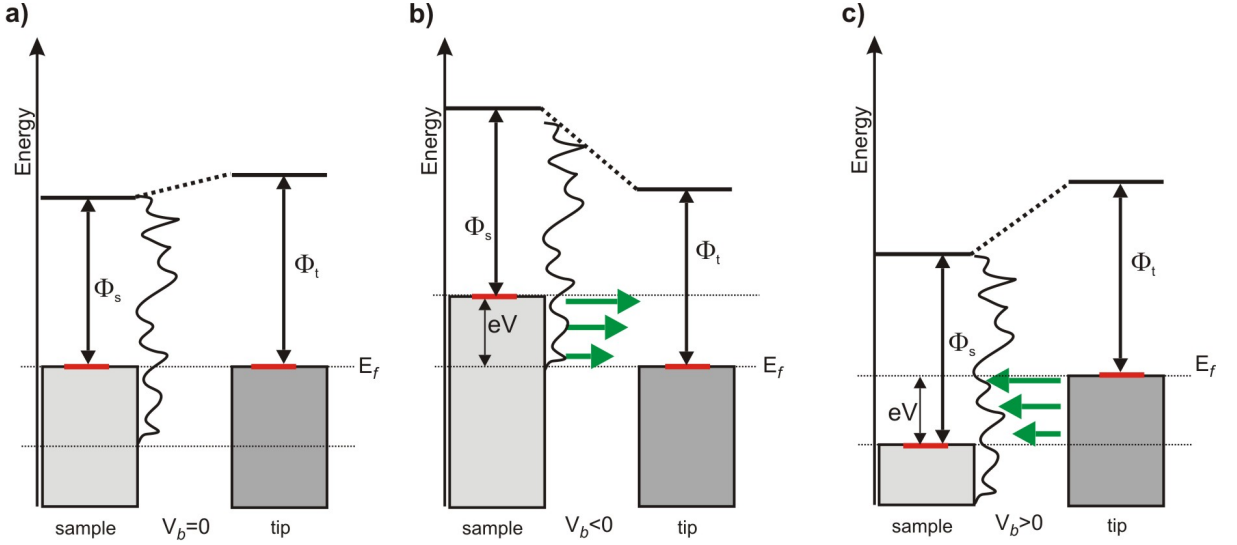 a)
Energy
Φs
Φt
Ef
sample
Vb=0
tip
b)
Energy
Φs
Φt
eV
Ef
sample
Vb<0
tip
c)
Energy
Φs
Φt
eV
Ef
sample
Vb>0
tip